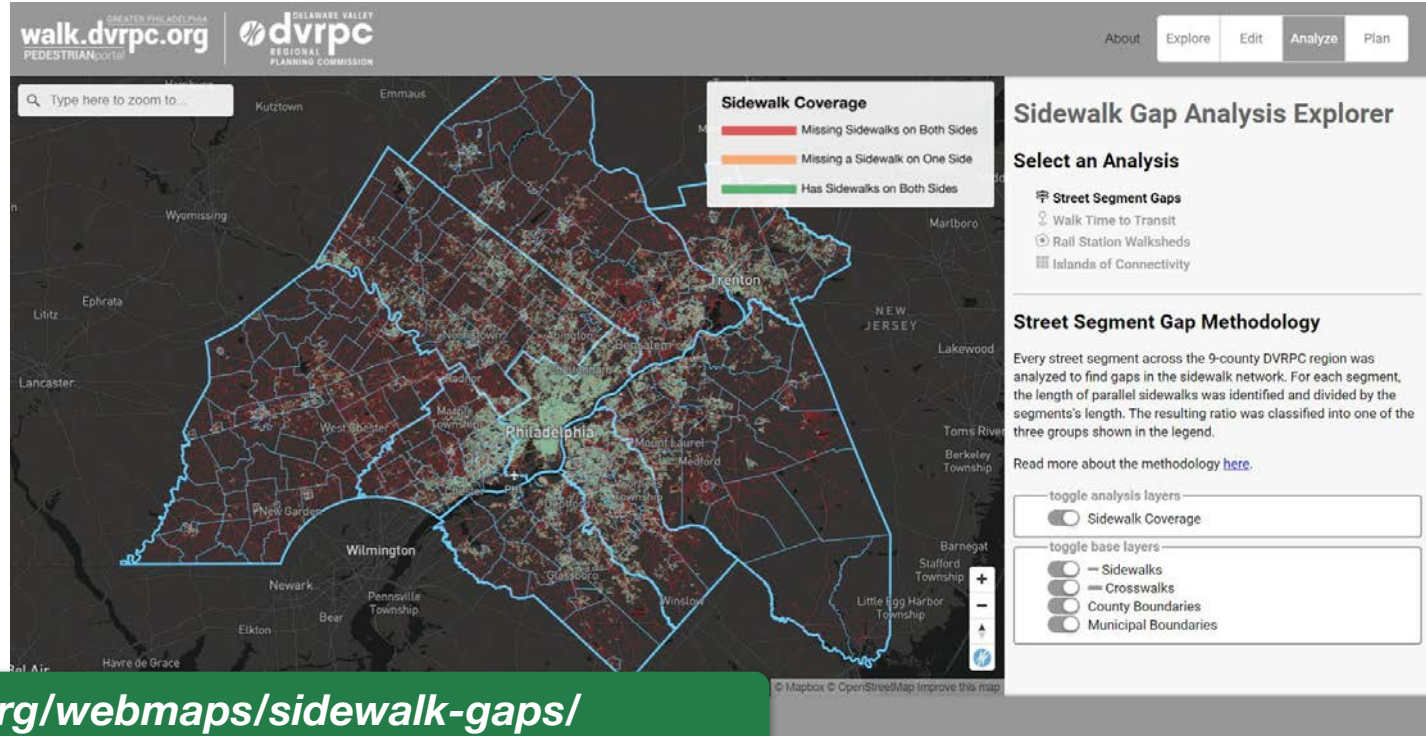 GREATER PHILADELPHIA
walk.dvrpc.org
PEDESTRIANportal
DELAWARE VALLEY
dvrpc
REGIONAL
PLANNING COMMISSION
About
Explore
Edit
Analyze
Plan
Type here to zoom to...
Sidewalk Coverage
Missing Sidewalks on Both Sides
Missing a Sidewalk on One Side
Has Sidewalks on Both Sides
Kutztown
Emmaus
Wyomissing
Marlboro
Trenton
Ephrata
Lititz
NEW
JERSEY
Norristown
Abington
Bensalem
Lakewood
Lancaster
Radnor
Marple
Township
West Chester
Philadelphia
Toms River
Mount Laurel
Medford
Berkeley
Township
Chester
PHL
Deptford
Township
New Garden
Wilmington
Barnegat
Stafford
Township
Newark
Pennsville
Township
Glassboro
Winslow
Little Egg Harbor
Township
Bear
Elkton
Havre de Grace
Bel Air
© Mapbox © OpenStreetMap Improve this map
Sidewalk Gap Analysis Explorer
Select an Analysis
Street Segment Gaps
Walk Time to Transit
Rail Station Walksheds
Islands of Connectivity
Street Segment Gap Methodology
Every street segment across the 9-county DVRPC region was
analyzed to find gaps in the sidewalk network. For each segment,
the length of parallel sidewalks was identified and divided by the
segments's length. The resulting ratio was classified into one of the
three groups shown in the legend.
Read more about the methodology here.
toggle analysis layers
Sidewalk Coverage
toggle base layers
Sidewalks
Crosswalks
County Boundaries
Municipal Boundaries
rg/webmaps/sidewalk-gaps/